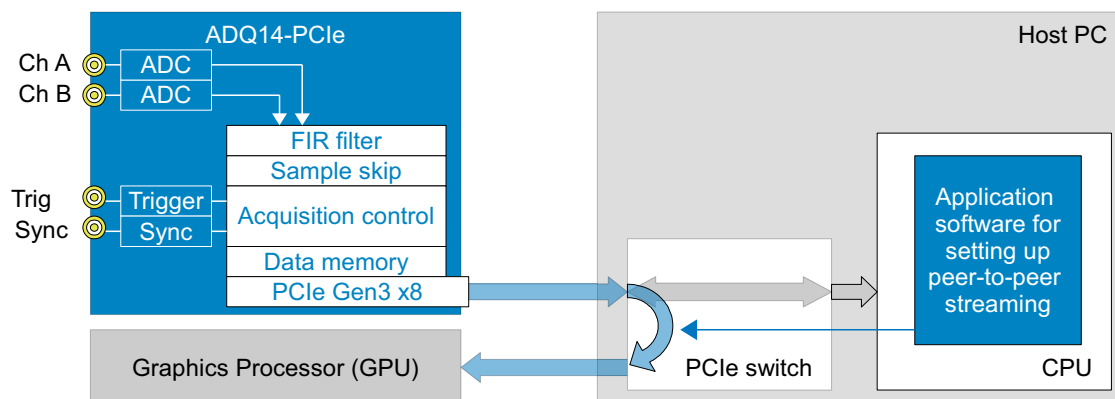 ADQ14-PCIe
Host PC
Ch A
ADC
Ch B
ADC
FIR filter
Sample skip
Trig
Trigger
Acquisition control
Sync
Sync
Data memory
PCIe Gen3 x8
Application
software for
setting up
peer-to-peer
streaming
Graphics Processor (GPU)
PCIe switch
CPU